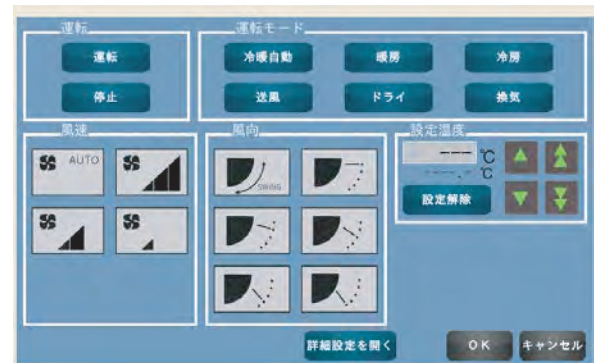 運転
運転モード
運転
冷暖自動
暖房
冷房
停止
送風
ドライ
換気
風速
風向
設定温度
AUTO
SWING
--- ℃
---.- ℃
設定解除
詳細設定を開く
OK
キャンセル